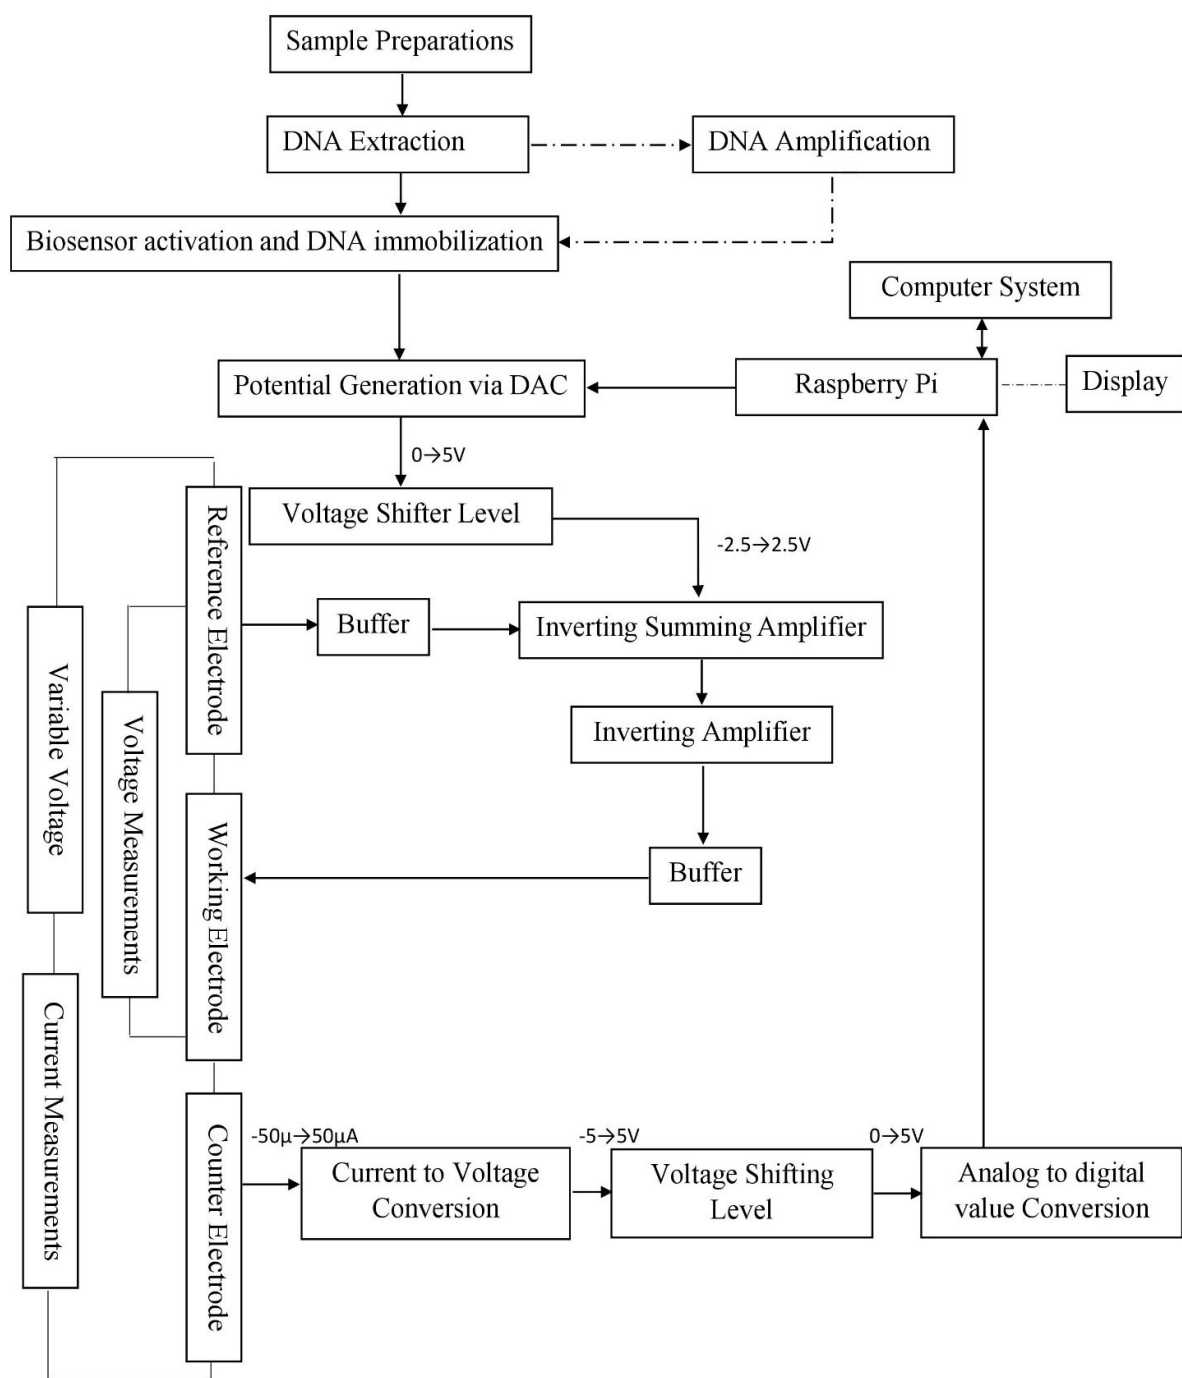 Sample Preparations
DNA Extraction
DNA Amplification
Biosensor activation and DNA immobilization
Computer System
Potential Generation via DAC
Raspberry Pi
Display
0→5V
Voltage Shifter Level
-2.5→2.5V
Reference Electrode
Buffer
Inverting Summing Amplifier
Variable Voltage
Voltage Measurements
Inverting Amplifier
Working Electrode
Buffer
Current Measurements
Counter Electrode
-50μ→50μA
Current to Voltage
Conversion
-5→5V
Voltage Shifting
Level
0→5V
Analog to digital
value Conversion